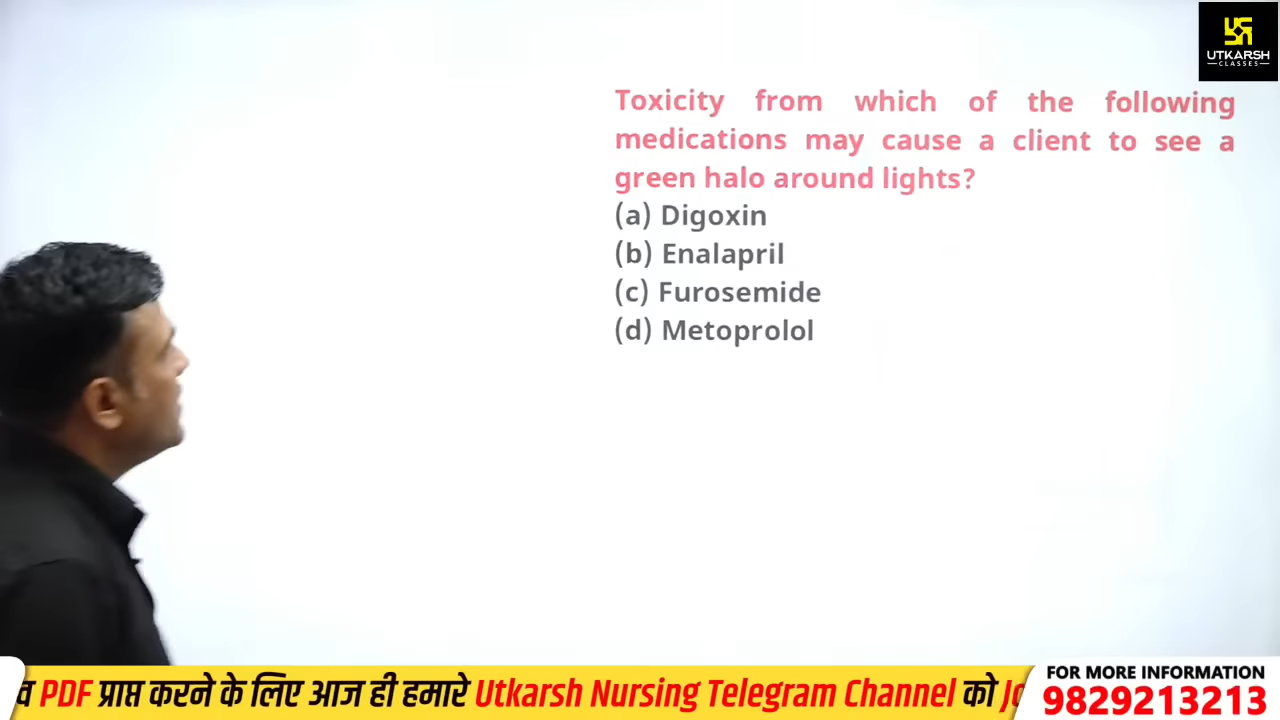 UTKARSH
CLASSES
Toxicity from which of the following
medications may cause a client to see a
green halo around lights?
(a) Digoxin
(b) Enalapril
(c) Furosemide
(d) Metoprolol
व PDF प्राप्त करने के लिए आज ही हमारे Utkarsh Nursing Telegram Channel को
FOR MORE INFORMATION
9829213213